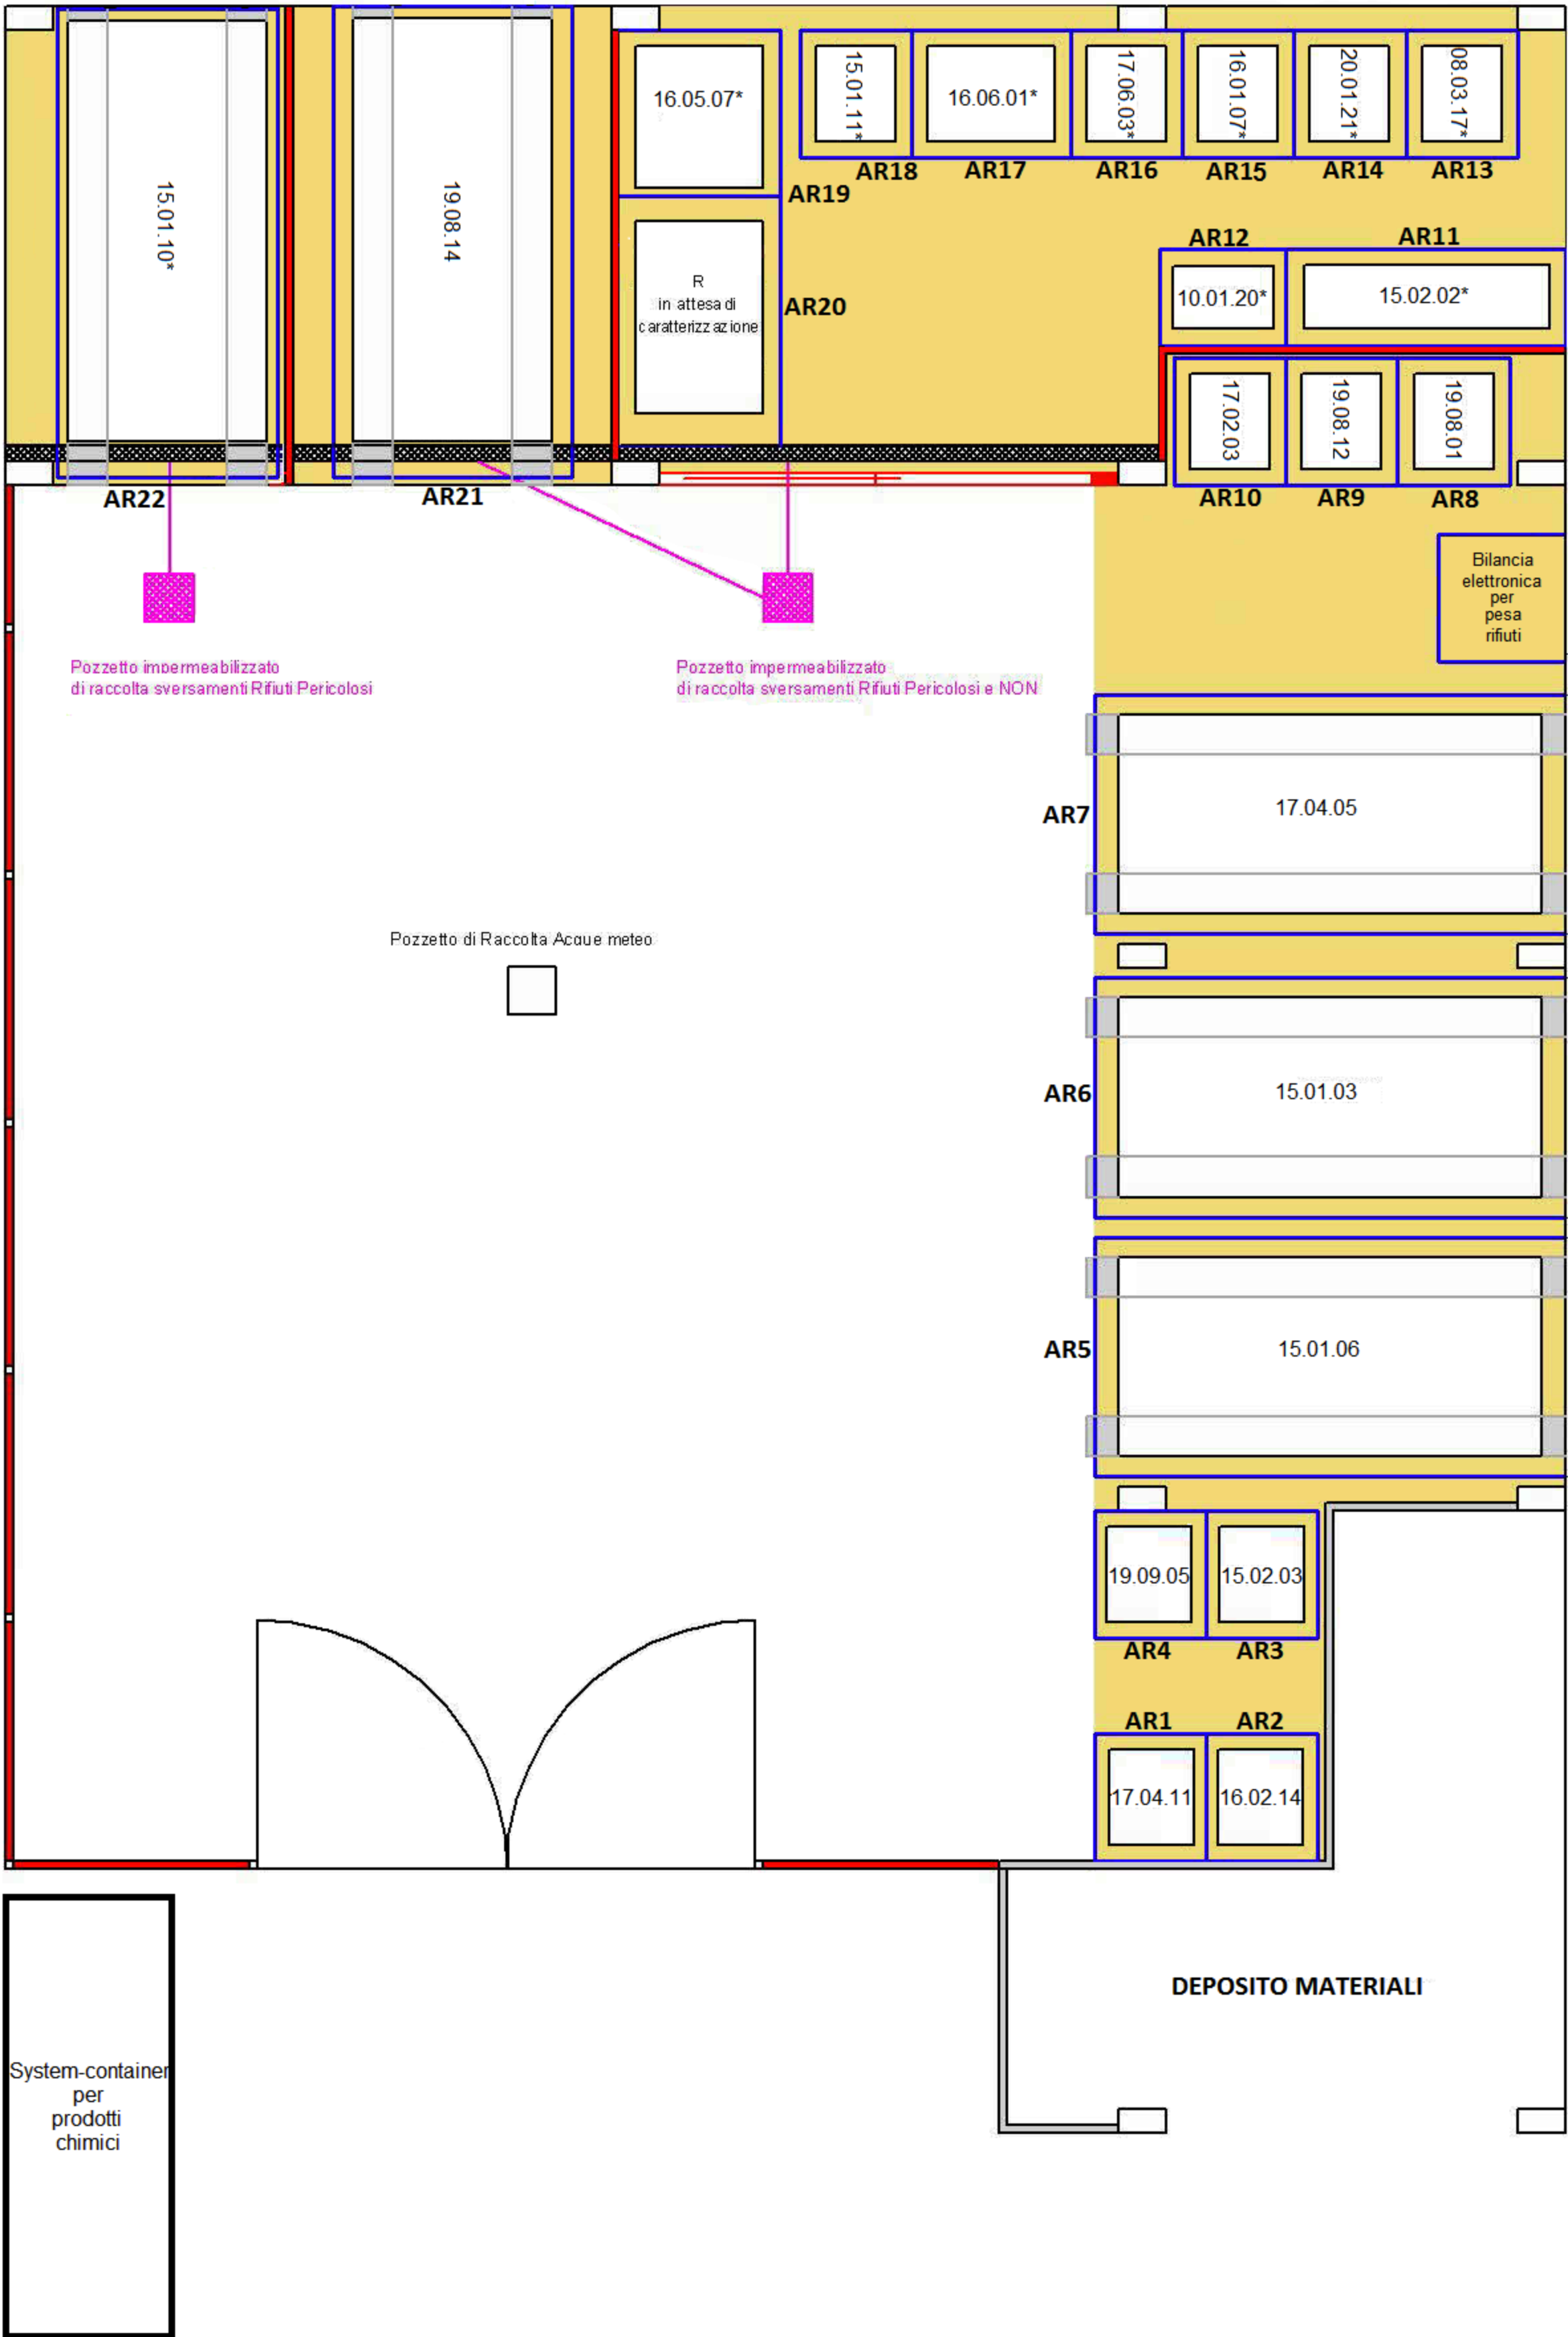 15.01.10*
19.08.14
16.05.07*
15.01.11*
16.06.01*
17.06.03*
16.01.07*
20.01.21*
08.03.17*
AR18
AR17
AR16
AR15
AR14
AR13
AR19
R
in attesa di
caratterizzazione
AR20
AR12
AR11
10.01.20*
15.02.02*
17.02.03
19.08.12
19.08.01
AR22
AR21
AR10
AR9
AR8
Bilancia
elettronica
per
pesa
rifiuti
Pozzetto impermeabilizzato
di raccolta sversamenti Rifiuti Pericolosi
Pozzetto impermeabilizzato
di raccolta sversamenti Rifiuti Pericolosi e NON
AR7
17.04.05
Pozzetto di Raccolta Acque meteo
AR6
15.01.03
AR5
15.01.06
19.09.05
15.02.03
AR4
AR3
AR1
AR2
17.04.11
16.02.14
DEPOSITO MATERIALI
System-container
per
prodotti
chimici